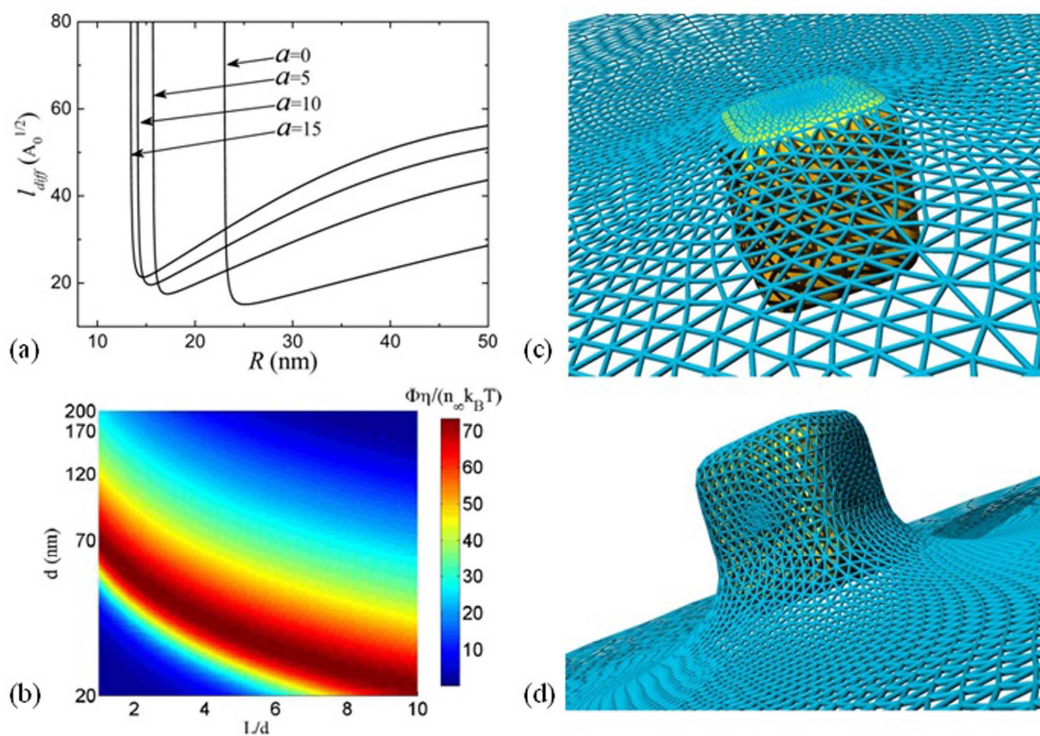 80
60
40
20
l_diff (A_0^1/2)
a=0
a=5
a=10
a=15
10 20 30 40 50
R (nm)
(a)
(c)
Φη/(n_∞k_BT)
200
170
120
70
20
d (nm)
70
60
50
40
30
20
10
2 4 6 8 10
L/d
(b)
(d)